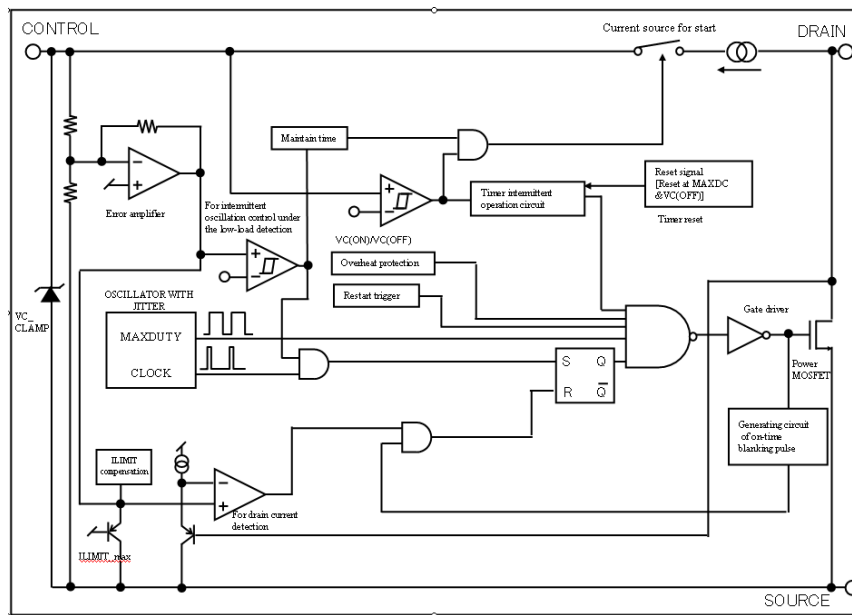 CONTROL
Current source for start
DRAIN
Maintain time
Error amplifier
For intermittent
oscillation control under
the low-load detection
+
−
+
−
+
−
Timer intermittent
operation circuit
Reset signal
[Reset at MAXDC
&VC(OFF)]
Timer reset
VC(ON)/VC(OFF)
Overheat protection
Restart trigger
VC_
CLAMP
OSCILLATOR WITH
JITTER
MAXDUTY
CLOCK
Gate driver
Power
MOSFET
S Q
R Q̅
Generating circuit
of on-time
blanking pulse
ILIMIT
compensation
−
+
For drain current
detection
ILIMIT_max
SOURCE